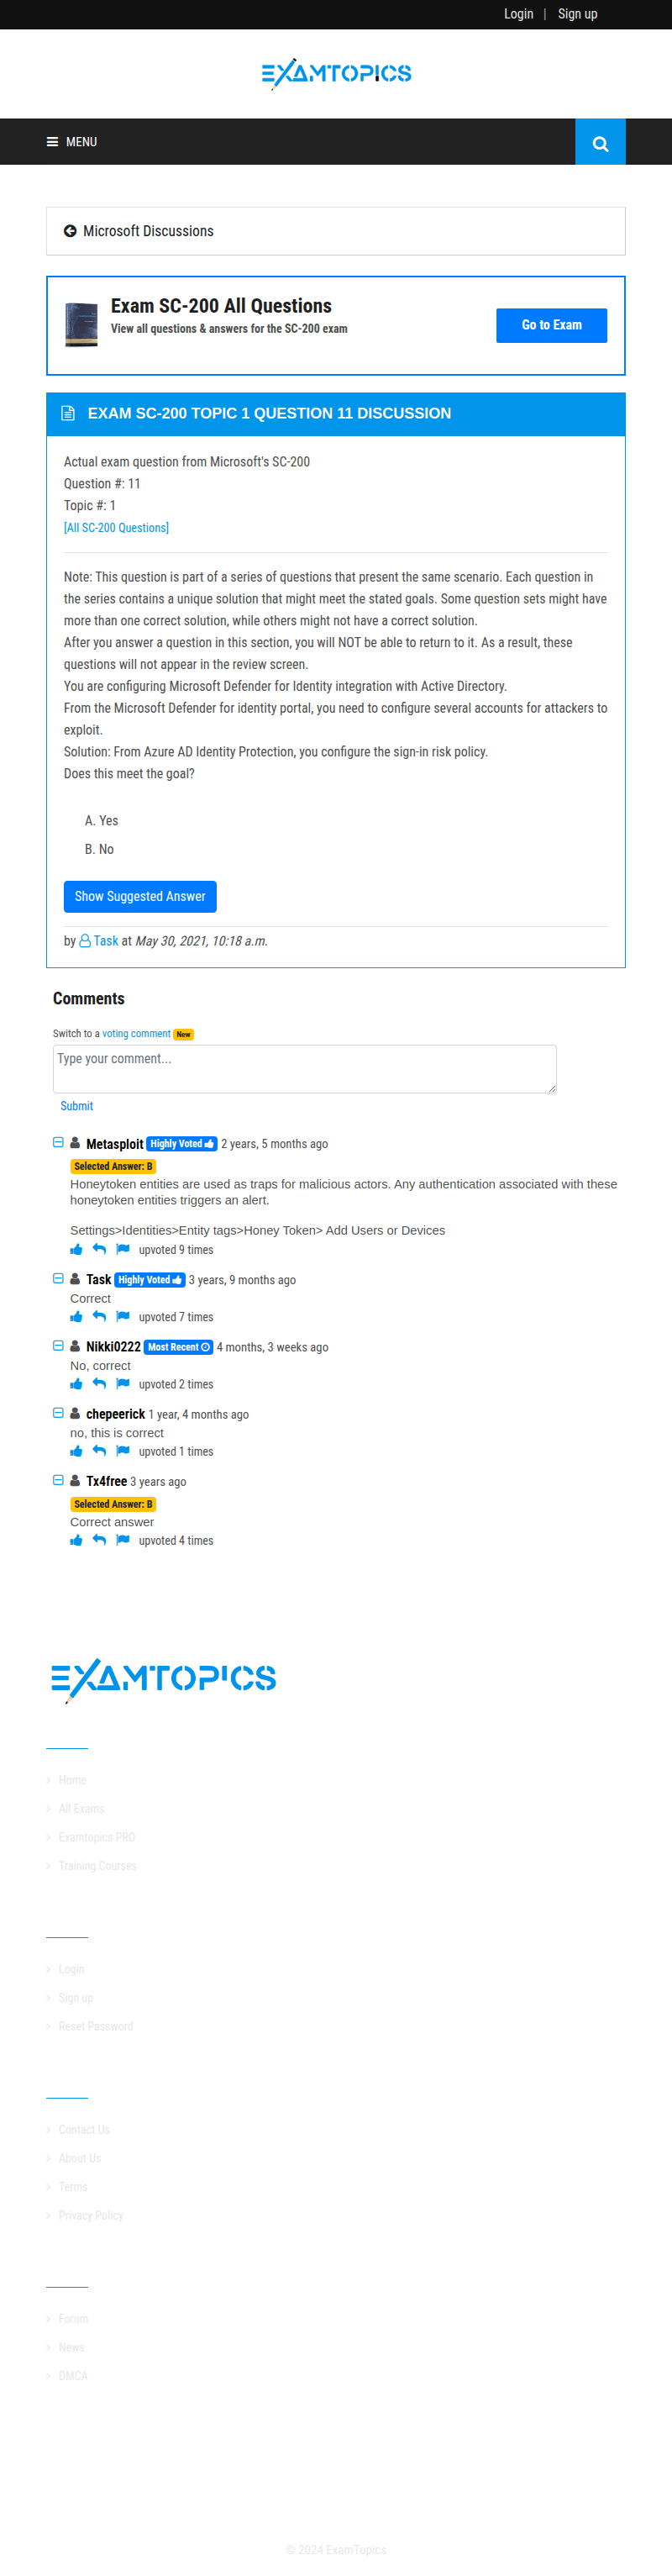 Login | Sign up
EXAMTOPICS
MENU
Microsoft Discussions
Exam SC-200 All Questions
View all questions & answers for the SC-200 exam
Go to Exam
EXAM SC-200 TOPIC 1 QUESTION 11 DISCUSSION
Actual exam question from Microsoft's SC-200
Question #: 11
Topic #: 1
[All SC-200 Questions]
Note: This question is part of a series of questions that present the same scenario. Each question in
the series contains a unique solution that might meet the stated goals. Some question sets might have
more than one correct solution, while others might not have a correct solution.
After you answer a question in this section, you will NOT be able to return to it. As a result, these
questions will not appear in the review screen.
You are configuring Microsoft Defender for Identity integration with Active Directory.
From the Microsoft Defender for identity portal, you need to configure several accounts for attackers to
exploit.
Solution: From Azure AD Identity Protection, you configure the sign-in risk policy.
Does this meet the goal?
A. Yes
B. No
Show Suggested Answer
by Task at May 30, 2021, 10:18 a.m.
Comments
Switch to a voting comment New
Type your comment...
Submit
Metasploit Highly Voted 2 years, 5 months ago
Selected Answer: B
Honeytoken entities are used as traps for malicious actors. Any authentication associated with these
honeytoken entities triggers an alert.
Settings>Identities>Entity tags>Honey Token> Add Users or Devices
upvoted 9 times
Task Highly Voted 3 years, 9 months ago
Correct
upvoted 7 times
Nikki0222 Most Recent 4 months, 3 weeks ago
No, correct
upvoted 2 times
chepeerick 1 year, 4 months ago
no, this is correct
upvoted 1 times
Tx4free 3 years ago
Selected Answer: B
Correct answer
upvoted 4 times
EXAMTOPICS
Home
All Exams
Examtopics PRO
Training Courses
Login
Sign up
Reset Password
Contact Us
About Us
Terms
Privacy Policy
Forum
News
DMCA
© 2024 ExamTopics